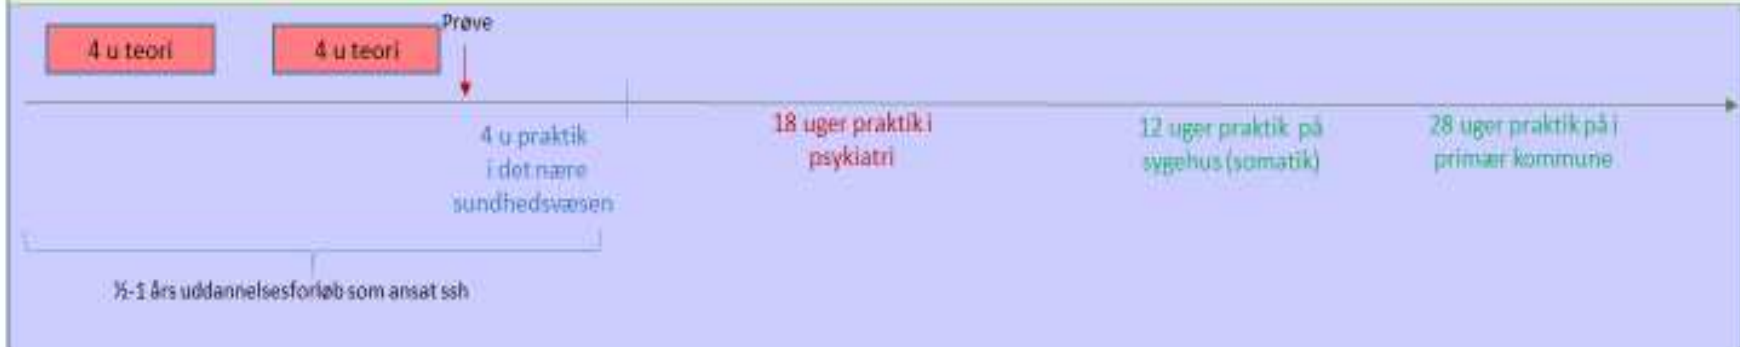 Prøve
4 u teori
4 u teori
4 u praktik
i det nære
sundhedsvæsen
18 uger praktik i
psykiatri
12 uger praktik på
sygehus (somatik)
28 uger praktik på i
primær kommune
½-1 års uddannelsesforløb som ansat ssh